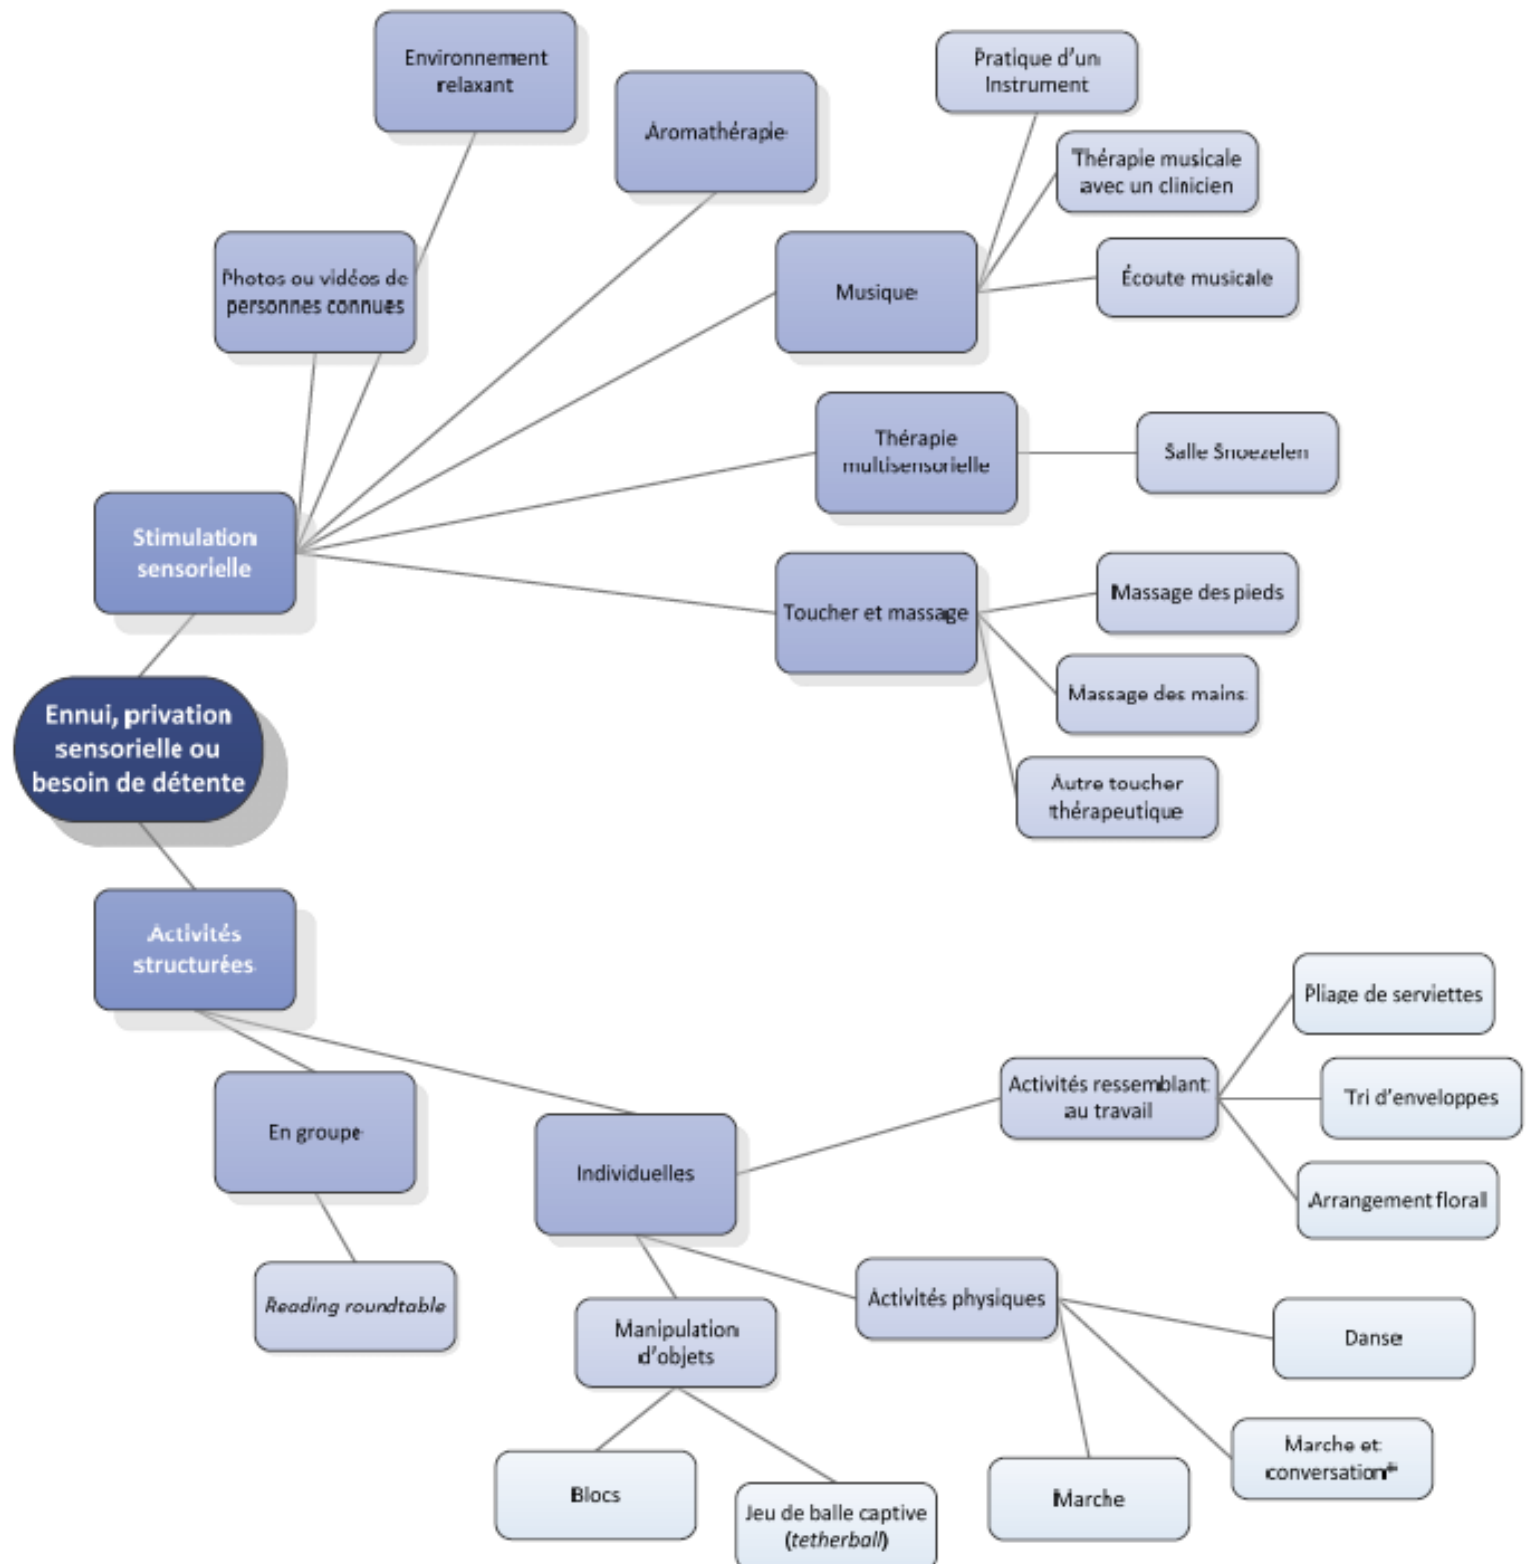 Environnement
relaxant
Aromathérapie
Pratique d'un
Instrument
Thérapie musicale
avec un clinicien
Photos ou vidéos de
personnes connues
Musique
Écoute musicale
Thérapie
multisensorielle
Salle Snoezelen
Stimulation
sensorielle
Toucher et massage
Massage des pieds
Massage des mains
Autre toucher
thérapeutique
Ennui, privation
sensorielle ou
besoin de détente
Activités
structurées
En groupe
Reading roundtable
Individuelles
Activités ressemblant
au travail
Pliage de serviettes
Tri d'enveloppes
Arrangement floral
Manipulation
d'objets
Activités physiques
Danse
Marche et
conversation*
Marche
Blocs
Jeu de balle captive
(tetherball)